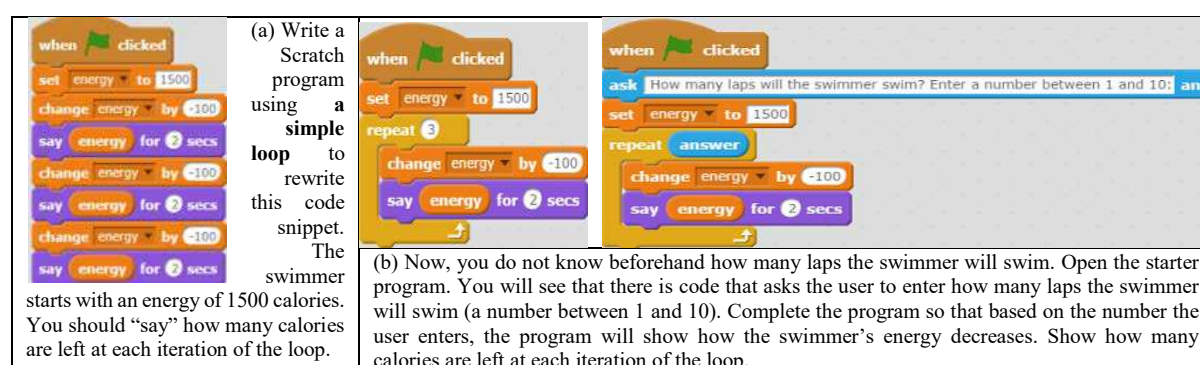 when clicked
set energy to 1500
change energy by -100
say energy for 2 secs
change energy by -100
say energy for 2 secs
change energy by -100
say energy for 2 secs
(a) Write a
Scratch
program
using a
simple
loop to
rewrite
this code
snippet.
The
swimmer
starts with an energy of 1500 calories.
You should “say” how many calories
are left at each iteration of the loop.
when clicked
set energy to 1500
repeat 3
change energy by -100
say energy for 2 secs
when clicked
ask How many laps will the swimmer swim? Enter a number between 1 and 10: an
set energy to 1500
repeat answer
change energy by -100
say energy for 2 secs
(b) Now, you do not know beforehand how many laps the swimmer will swim. Open the starter
program. You will see that there is code that asks the user to enter how many laps the swimmer
will swim (a number between 1 and 10). Complete the program so that based on the number the
user enters, the program will show how the swimmer’s energy decreases. Show how many
calories are left at each iteration of the loop.